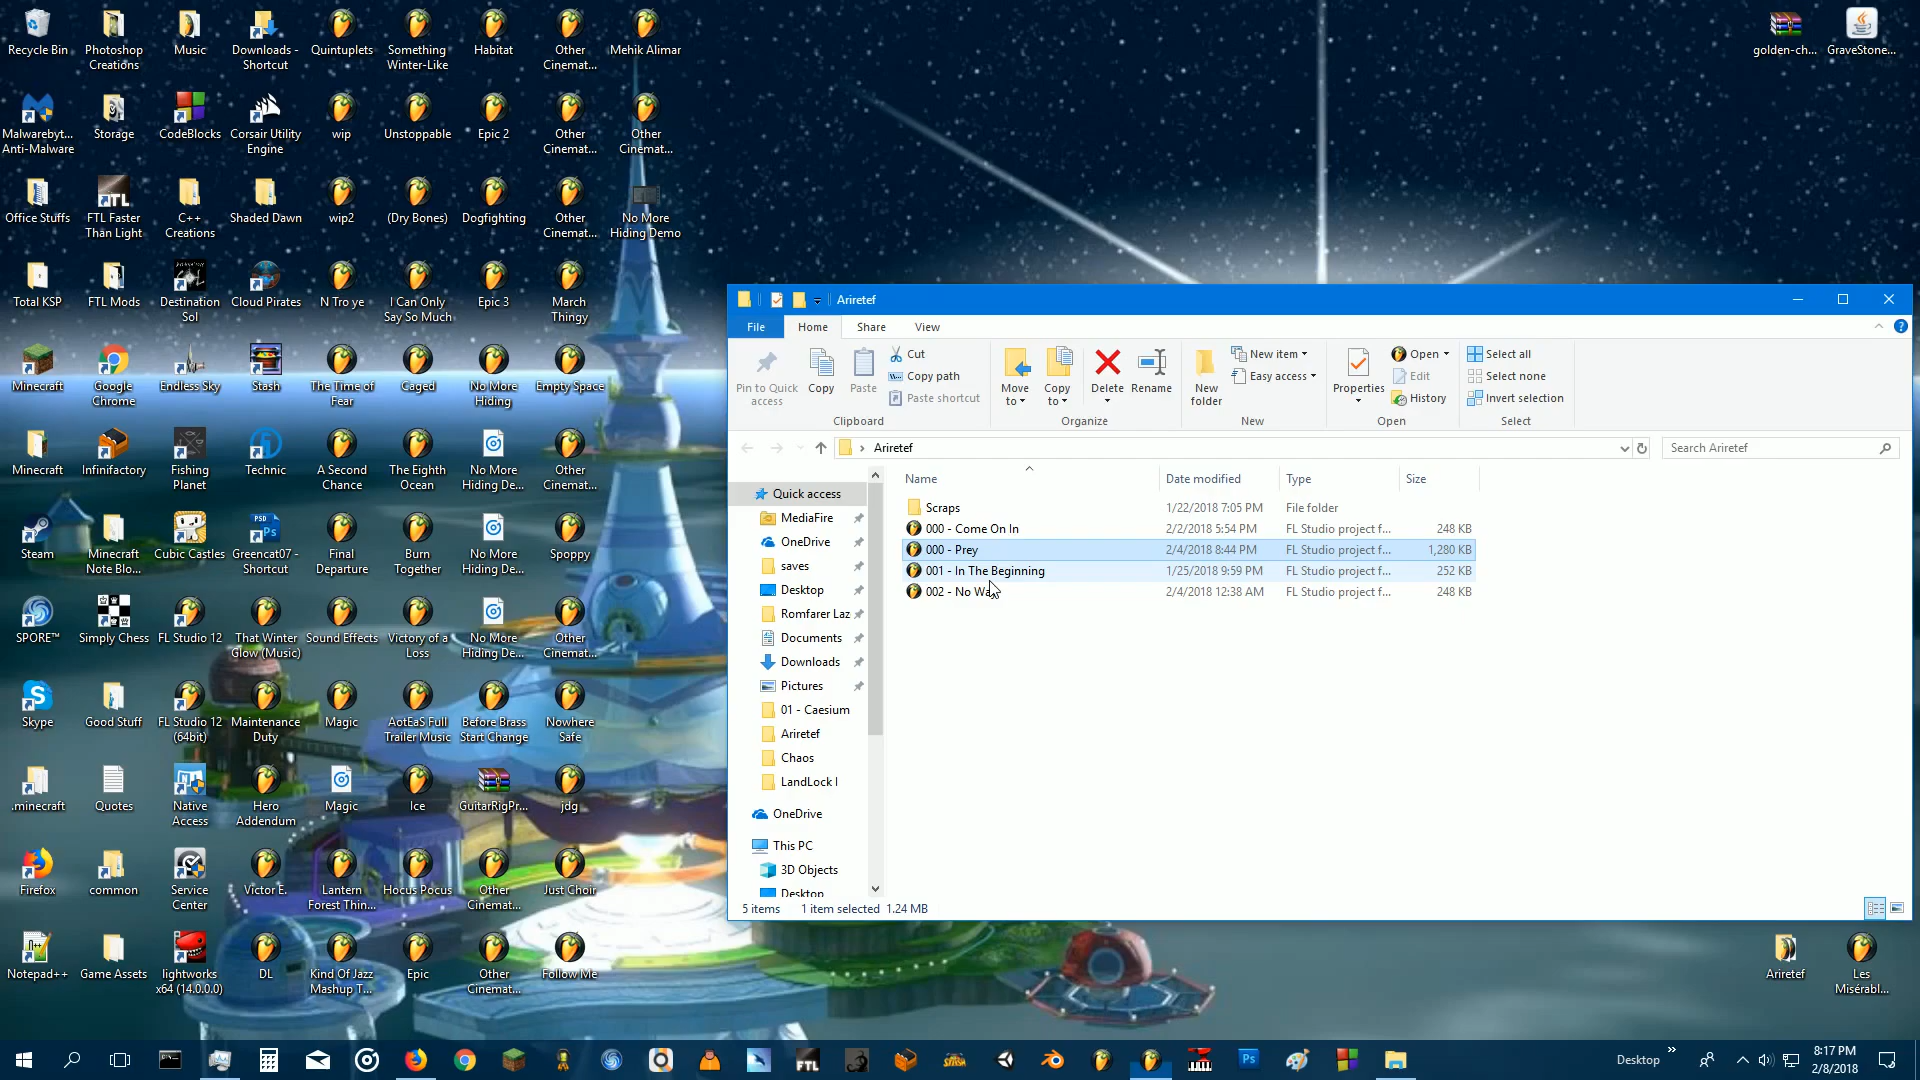 Recycle Bin
Photoshop
Creations
Music
Downloads -
Shortcut
Quintuplets
Something
Winter-Like
Habitat
Other
Cinemat...
Mehik Alimar
golden-ch...
GraveStone...
Malwarebyt...
Anti-Malware
Storage
CodeBlocks
Corsair Utility
Engine
wip
Unstoppable
Epic 2
Other
Cinemat...
Other
Cinemat...
Office Stuffs
FTL Faster
Than Light
C++
Creations
Shaded Dawn
wip2
(Dry Bones)
Dogfighting
Other
Cinemat...
No More
Hiding Demo
Total KSP
FTL Mods
Destination
Sol
Cloud Pirates
N Tro ye
I Can Only
Say So Much
Epic 3
March
Thingy
Minecraft
Google
Chrome
Endless Sky
Stash
The Time of
Fear
Caged
No More
Hiding
Empty Space
Minecraft
Infinifactory
Fishing
Planet
Technic
A Second
Chance
The Eighth
Ocean
No More
Hiding De...
Other
Cinemat...
Steam
Minecraft
Note Blo...
Cubic Castles
Greencat07 -
Shortcut
Final
Departure
Burn
Together
No More
Hiding De...
Spoppy
SPORE™
Simply Chess
FL Studio 12
That Winter
Glow (Music)
Sound Effects
Victory of a
Loss
No More
Hiding De...
Other
Cinemat...
Skype
Good Stuff
FL Studio 12
(64bit)
Maintenance
Duty
Magic
AotEaS Full
Trailer Music
Before Brass
Start Change
Nowhere
Safe
.minecraft
Quotes
Native
Access
Hero
Addendum
Magic
Ice
GuitarRigPr...
jdg
Firefox
common
Service
Center
Victor E.
Lantern
Forest Thin...
Hocus Pocus
Other
Cinemat...
Just Choir
Notepad++
Game Assets
lightworks
x64 (14.0.0.0)
DL
Kind Of Jazz
Mashup T...
Epic
Other
Cinemat...
Follow Me
Ariretef
File
Home
Share
View
Pin to Quick
access
Copy
Paste
Cut
Copy path
Paste shortcut
Clipboard
Move
to
Copy
to
Delete
Rename
Organize
New
folder
New item
Easy access
New
Properties
Open
Edit
History
Open
Select all
Select none
Invert selection
Select
Ariretef
Search Ariretef
Quick access
MediaFire
OneDrive
saves
Desktop
Romfarer Laz
Documents
Downloads
Pictures
01 - Caesium
Ariretef
Chaos
LandLock I
OneDrive
This PC
3D Objects
Desktop
Name Date modified Type Size
Scraps 1/22/2018 7:05 PM File folder
000 - Come On In 2/2/2018 5:54 PM FL Studio project f... 248 KB
000 - Prey 2/4/2018 8:44 PM FL Studio project f... 1,280 KB
001 - In The Beginning 1/25/2018 9:59 PM FL Studio project f... 252 KB
002 - No 2/4/2018 12:38 AM FL Studio project f... 248 KB
5 items 1 item selected 1.24 MB
Ariretef
Les
Misérabl...
FTL
Ps
Desktop
8:17 PM
2/8/2018